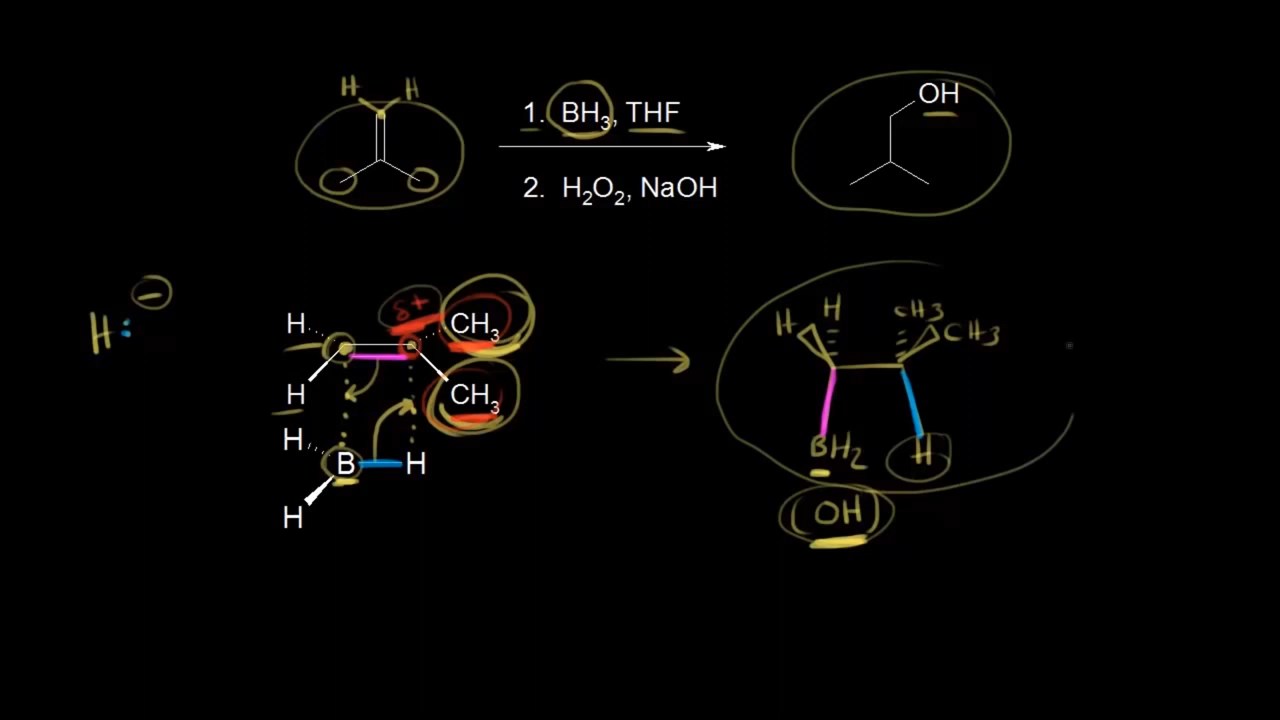 H H
1. BH₃, THF
OH
2. H₂O₂, NaOH
H:⊖
δ+
H CH₃
H CH₃
H
B H
H
H H CH₃ CH₃
BH₂ H
(OH)